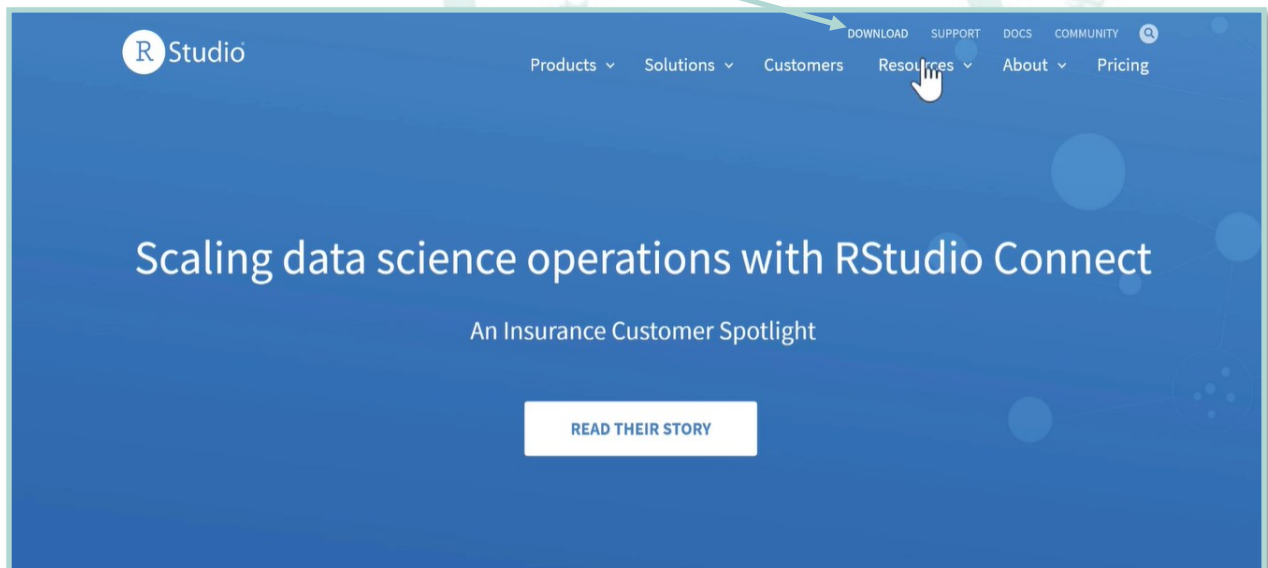 DOWNLOAD SUPPORT DOCS COMMUNITY
R Studio
Products Solutions Customers Resources About Pricing
Scaling data science operations with RStudio Connect
An Insurance Customer Spotlight
READ THEIR STORY